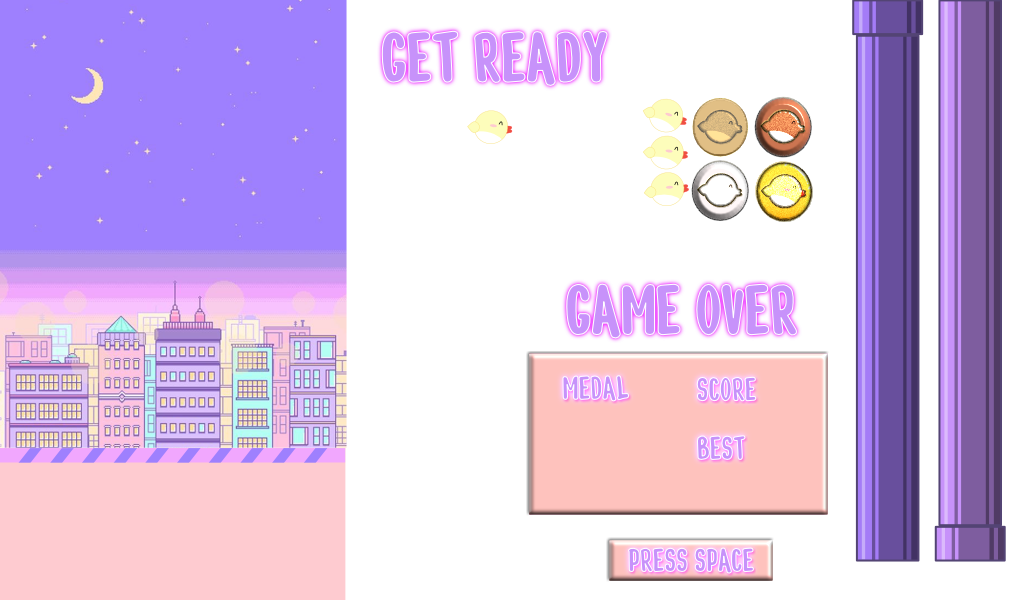 GET READY
GAME OVER
MEDAL
SCORE
BEST
PRESS SPACE